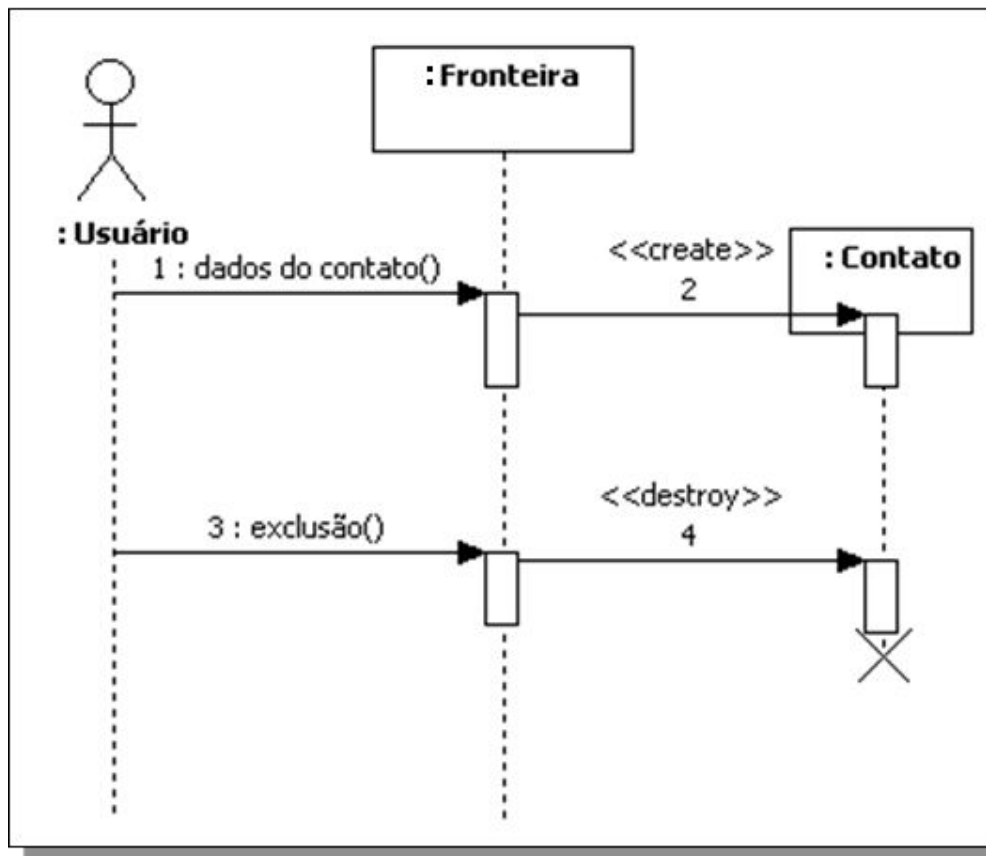 : Fronteira
: Usuário
: Contato
1 : dados do contato()
<<create>>
2
3 : exclusão()
<<destroy>>
4